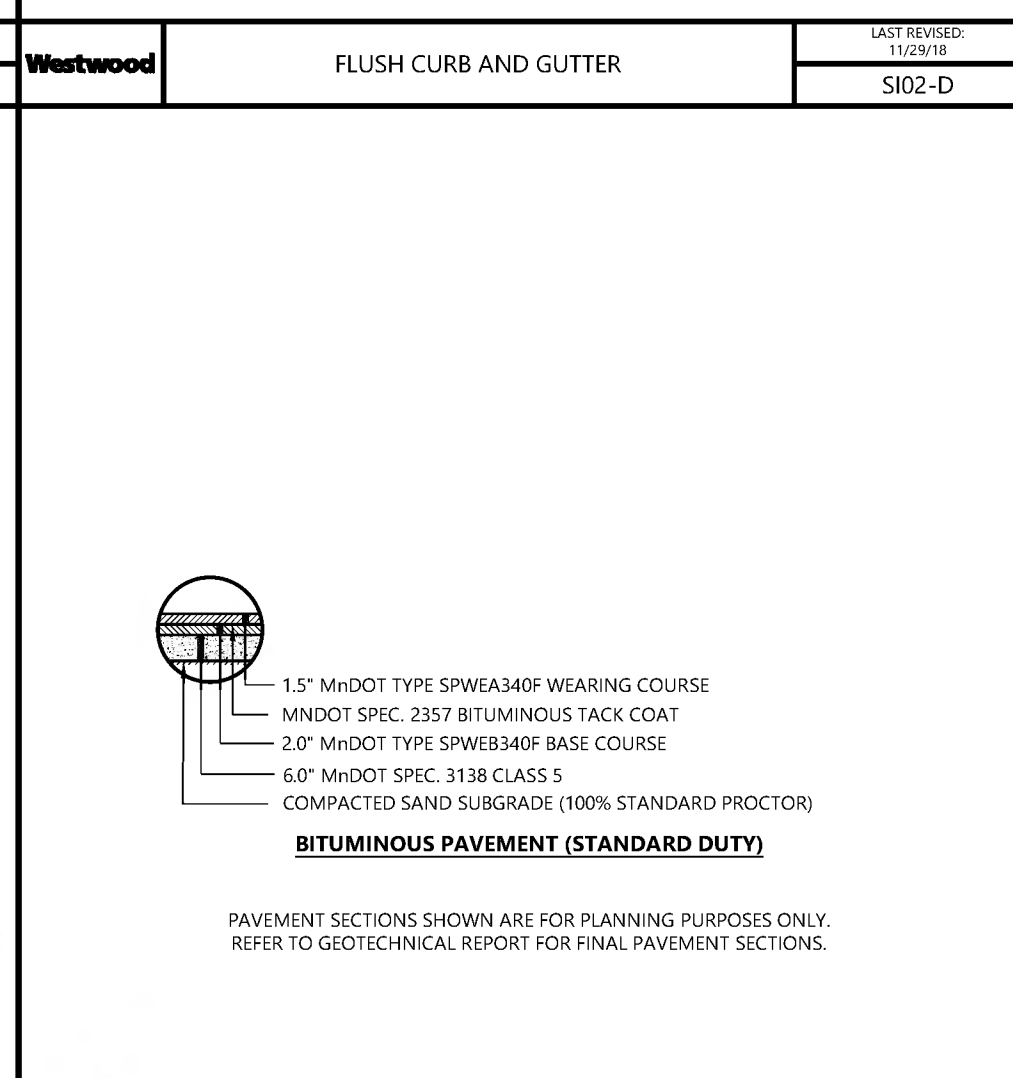 Westwood
FLUSH CURB AND GUTTER
LAST REVISED:
11/29/18
SI02-D
1.5" MnDOT TYPE SPWEA340F WEARING COURSE
MNDOT SPEC. 2357 BITUMINOUS TACK COAT
2.0" MnDOT TYPE SPWEB340F BASE COURSE
6.0" MnDOT SPEC. 3138 CLASS 5
COMPACTED SAND SUBGRADE (100% STANDARD PROCTOR)
BITUMINOUS PAVEMENT (STANDARD DUTY)
PAVEMENT SECTIONS SHOWN ARE FOR PLANNING PURPOSES ONLY.
REFER TO GEOTECHNICAL REPORT FOR FINAL PAVEMENT SECTIONS.